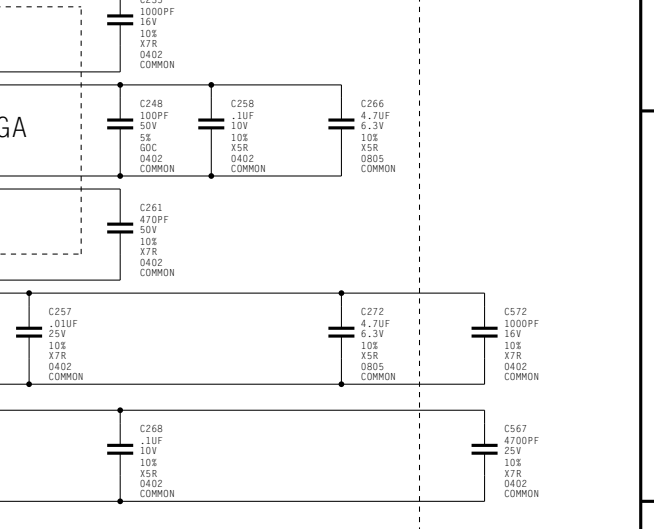 1000PF
16V
10%
X7R
0402
COMMON
GA
C248
100PF
50V
5%
GOC
0402
COMMON
C258
.1UF
10V
10%
X5R
0402
COMMON
C266
4.7UF
6.3V
10%
X5R
0805
COMMON
C261
470PF
50V
10%
X7R
0402
COMMON
C257
.01UF
25V
10%
X7R
0402
COMMON
C272
4.7UF
6.3V
10%
X5R
0805
COMMON
C572
1000PF
16V
10%
X7R
0402
COMMON
C268
.1UF
10V
10%
X5R
0402
COMMON
C567
4700PF
25V
10%
X7R
0402
COMMON